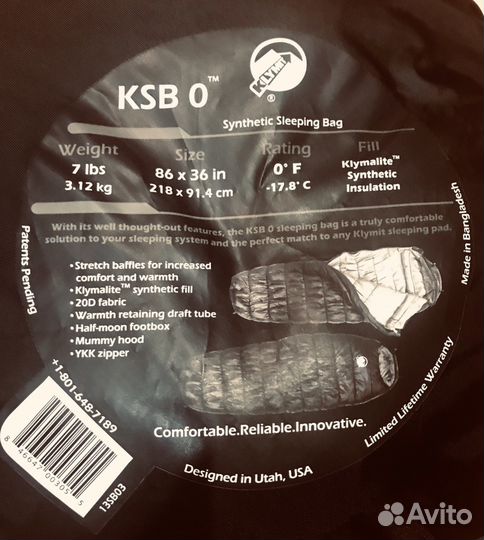 KLYMIT
®
KSB 0™
Synthetic Sleeping Bag
Weight Size Rating Fill
7 lbs 86 x 36 in 0° F Klymalite™
3.12 kg 218 x 91.4 cm -17.8° C Synthetic
Insulation
With its well thought-out features, the KSB 0 sleeping bag is a truly comfortable
solution to your sleeping system and the perfect match to any Klymit sleeping pad.
•Stretch baffles for increased
comfort and warmth
•Klymalite™ synthetic fill
•20D fabric
•Warmth retaining draft tube
•Half-moon footbox
•Mummy hood
•YKK zipper
Patents Pending
Made in Bangladesh
Limited Lifetime Warranty
Comfortable.Reliable.Innovative.
Designed in Utah, USA
+1-801-648-7189
8 46647 00305 5
13SB03
Avito